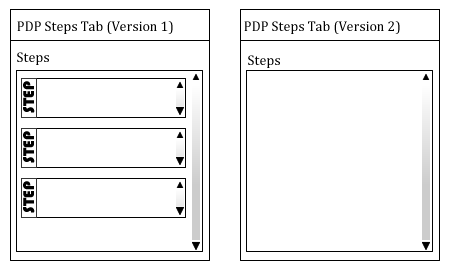 PDP Steps Tab (Version 1)
Steps
STEP
STEP
STEP
PDP Steps Tab (Version 2)
Steps